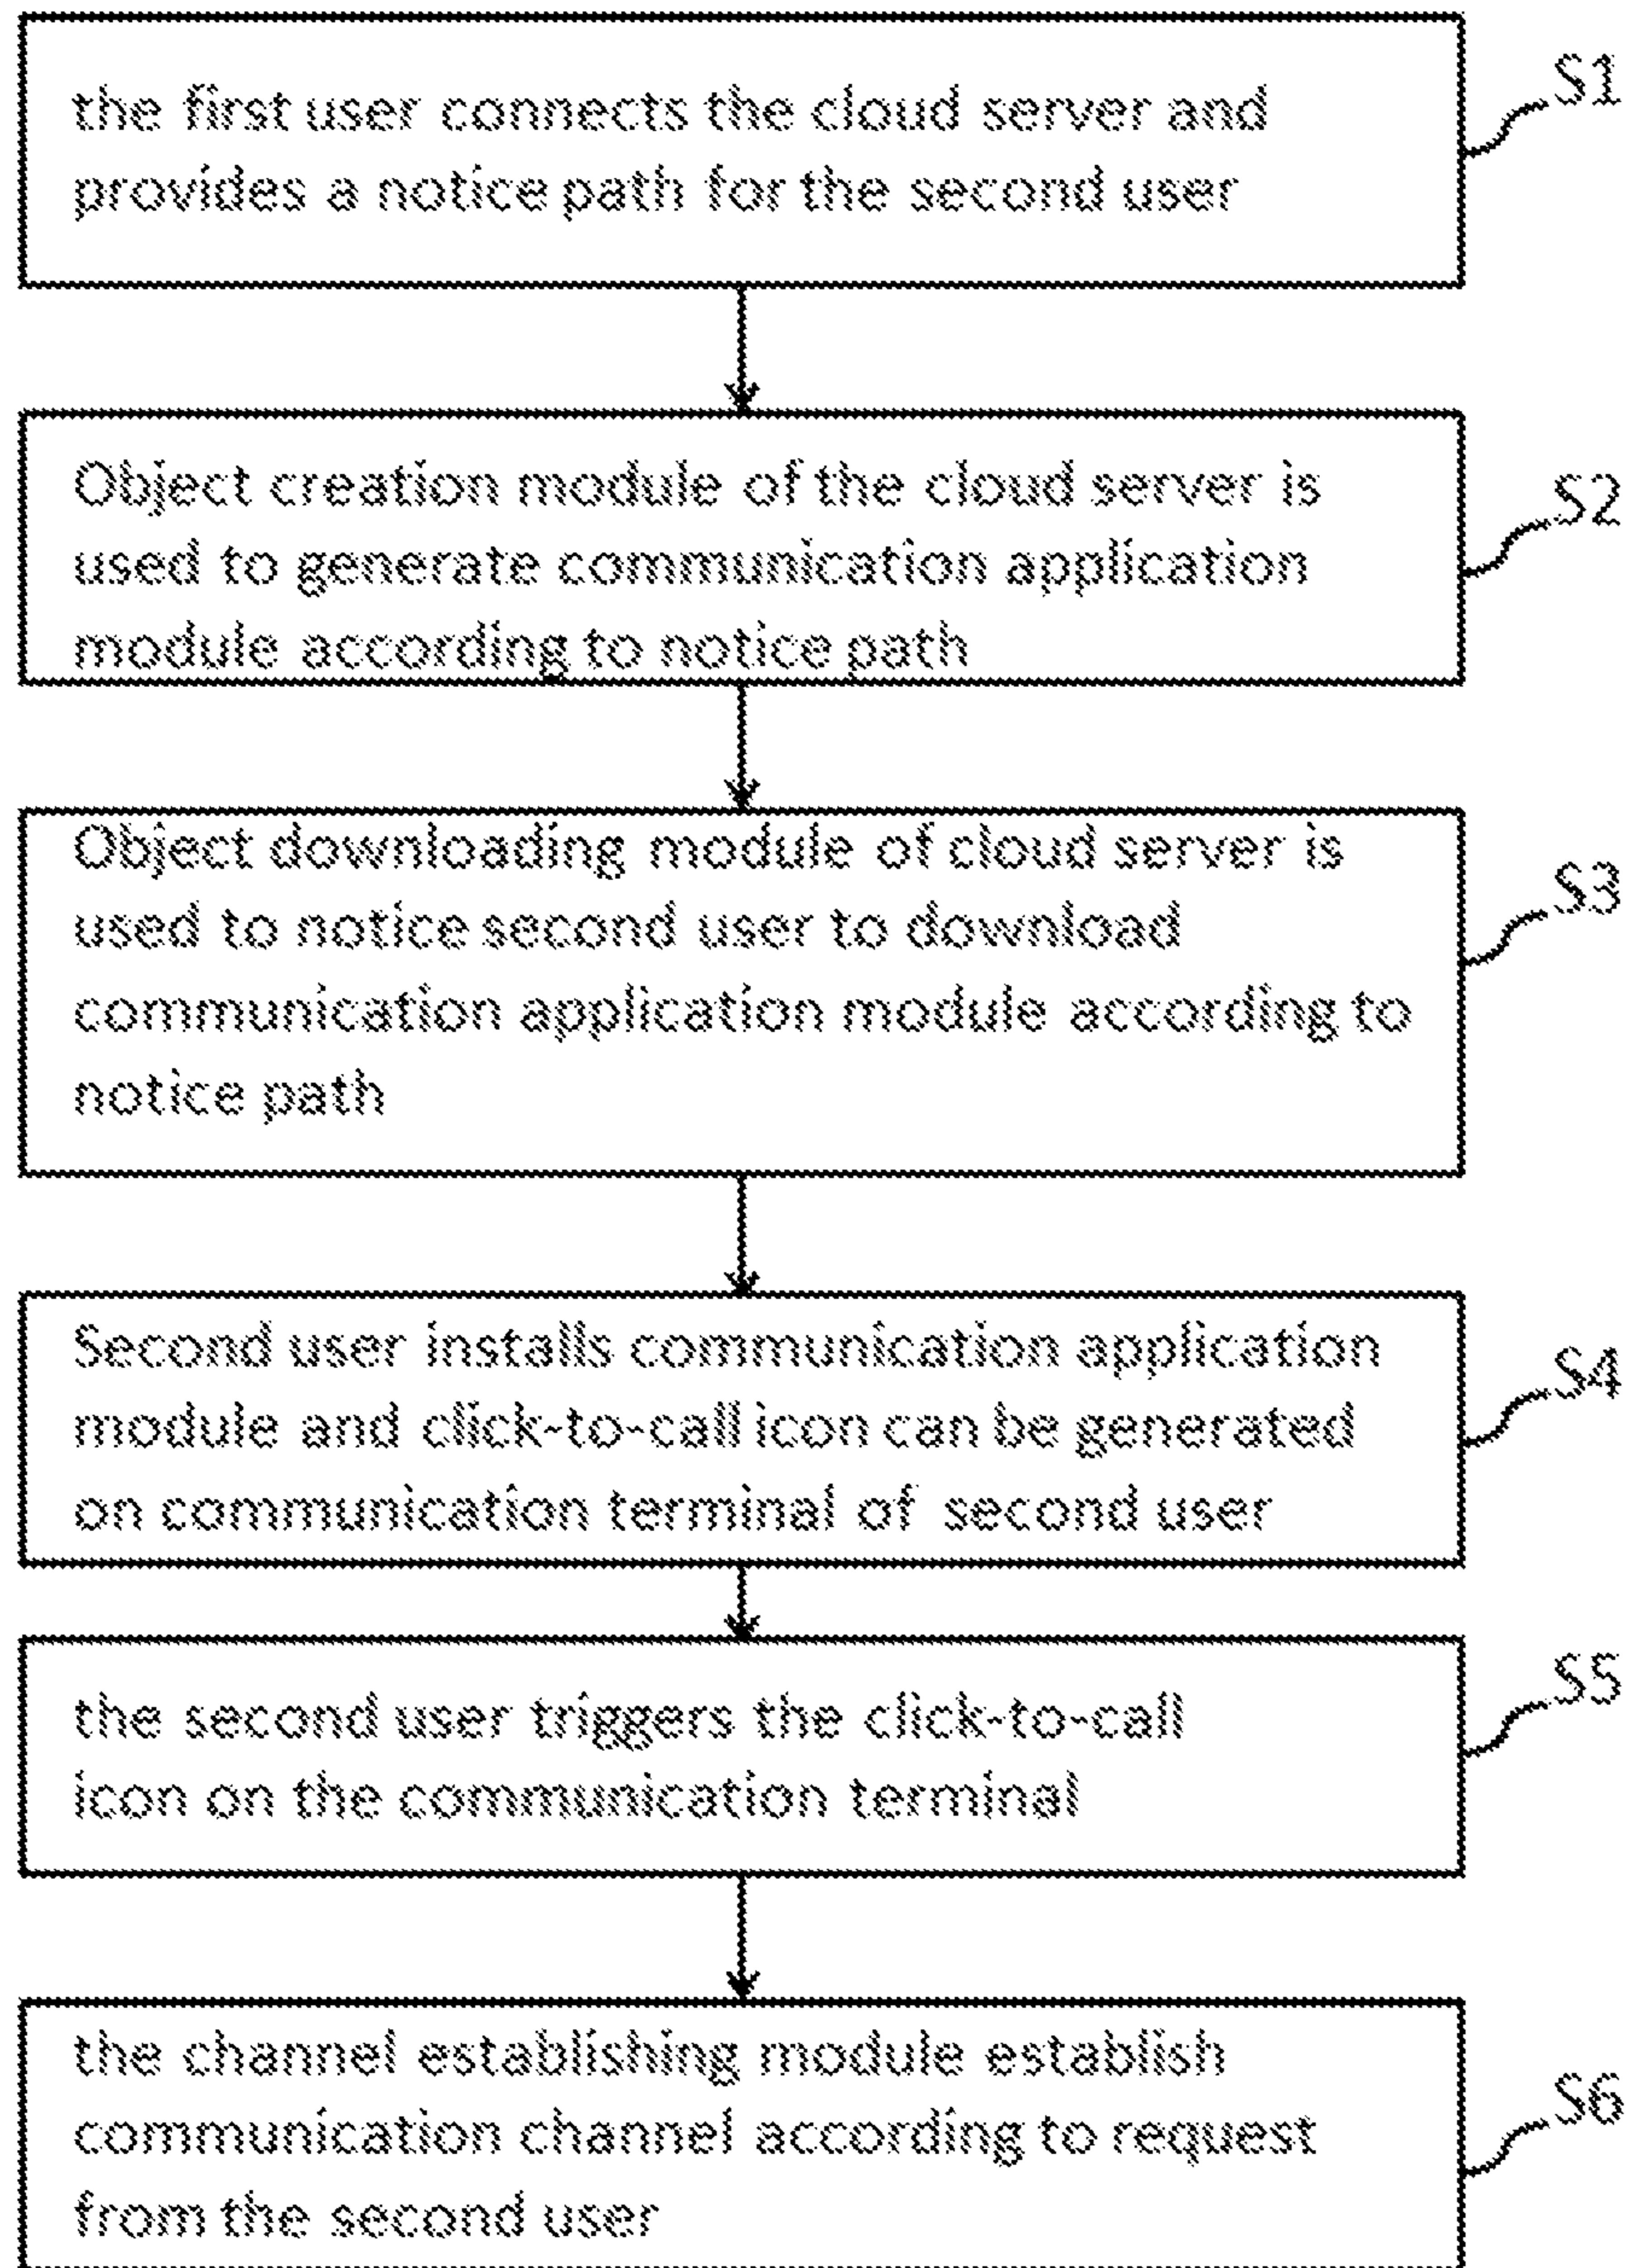 the first user connects the cloud server and
provides a notice path for the second user
S1
Object creation module of the cloud server is
used to generate communication application
module according to notice path
S2
Object downloading module of cloud server is
used to notice second user to download
communication application module according to
notice path
S3
Second user installs communication application
module and click-to-call icon can be generated
on communication terminal of second user
S4
the second user triggers the click-to-call
icon on the communication terminal
S5
the channel establishing module establish
communication channel according to request
from the second user
S6